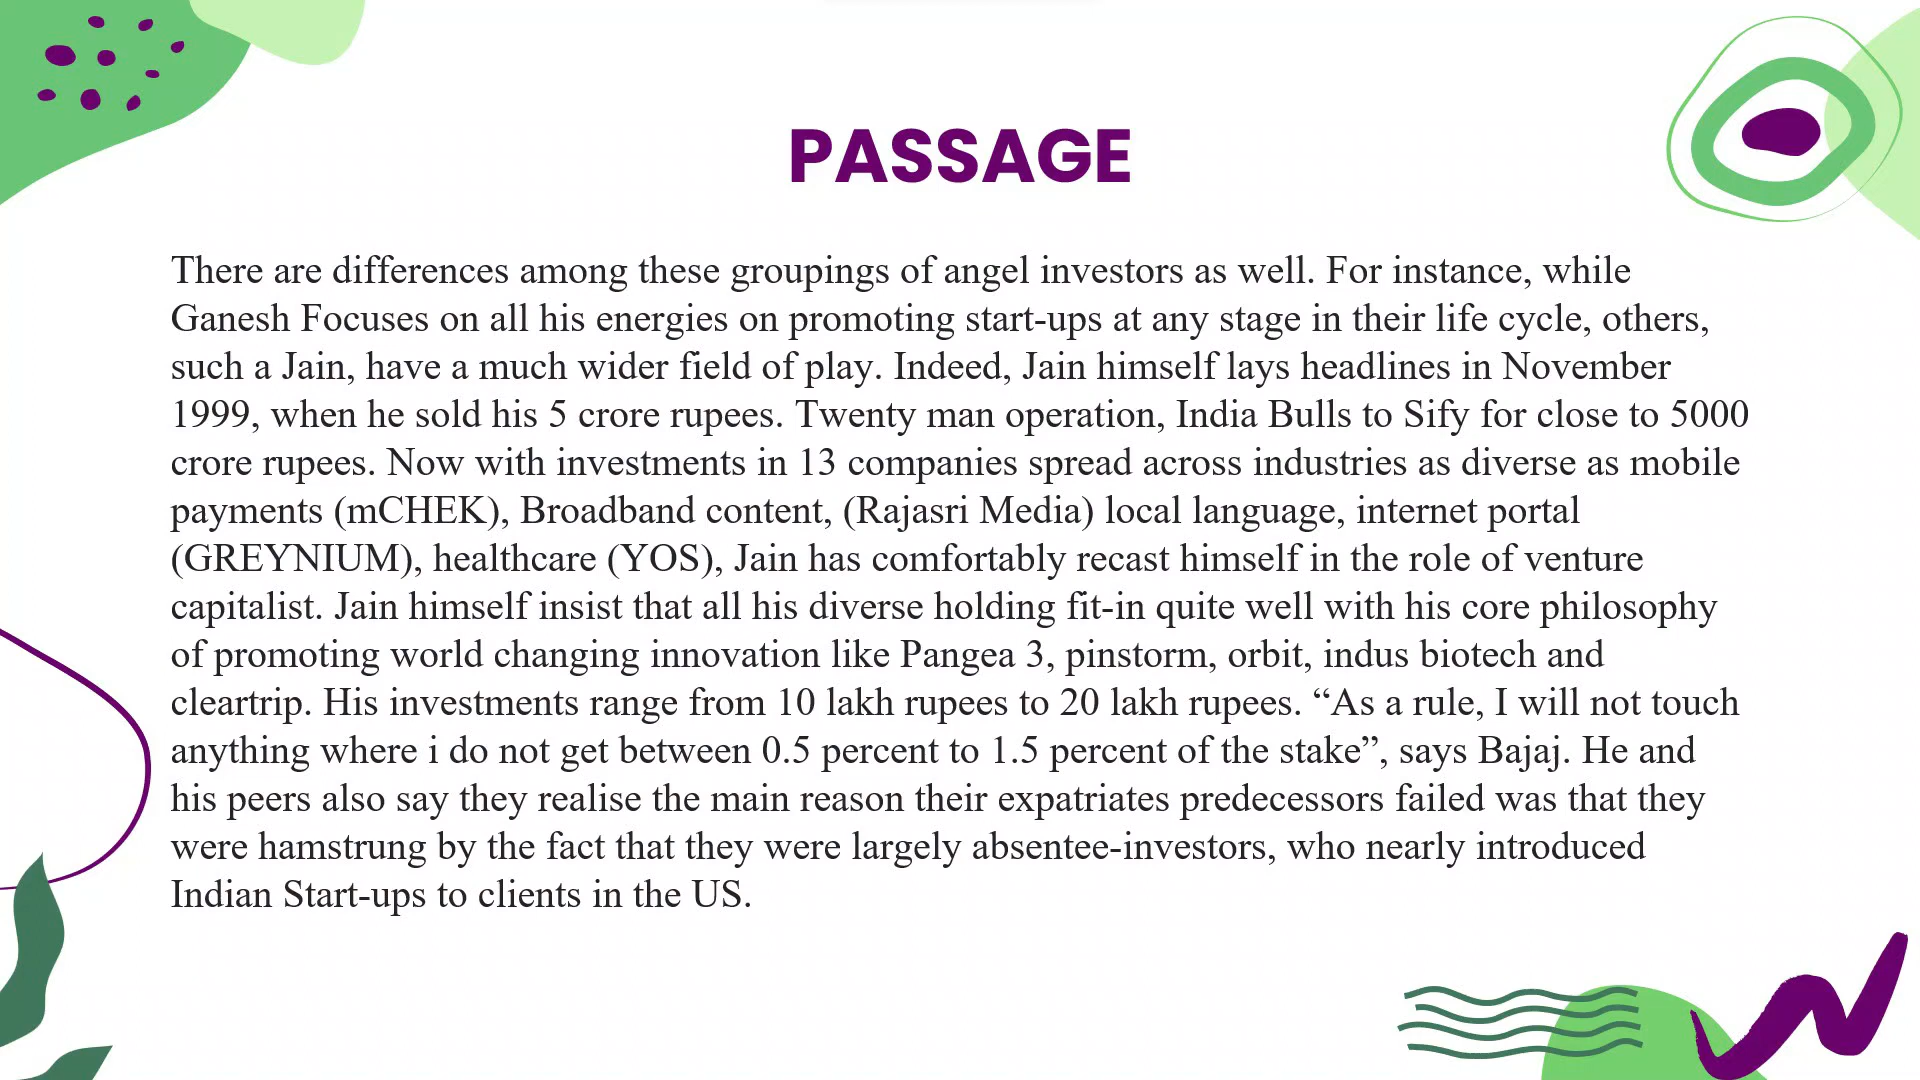 PASSAGE
There are differences among these groupings of angel investors as well. For instance, while
Ganesh Focuses on all his energies on promoting start-ups at any stage in their life cycle, others,
such a Jain, have a much wider field of play. Indeed, Jain himself lays headlines in November
1999, when he sold his 5 crore rupees. Twenty man operation, India Bulls to Sify for close to 5000
crore rupees. Now with investments in 13 companies spread across industries as diverse as mobile
payments (mCHEK), Broadband content, (Rajasri Media) local language, internet portal
(GREYNIUM), healthcare (YOS), Jain has comfortably recast himself in the role of venture
capitalist. Jain himself insist that all his diverse holding fit-in quite well with his core philosophy
of promoting world changing innovation like Pangea 3, pinstorm, orbit, indus biotech and
cleartrip. His investments range from 10 lakh rupees to 20 lakh rupees. “As a rule, I will not touch
anything where i do not get between 0.5 percent to 1.5 percent of the stake”, says Bajaj. He and
his peers also say they realise the main reason their expatriates predecessors failed was that they
were hamstrung by the fact that they were largely absentee-investors, who nearly introduced
Indian Start-ups to clients in the US.